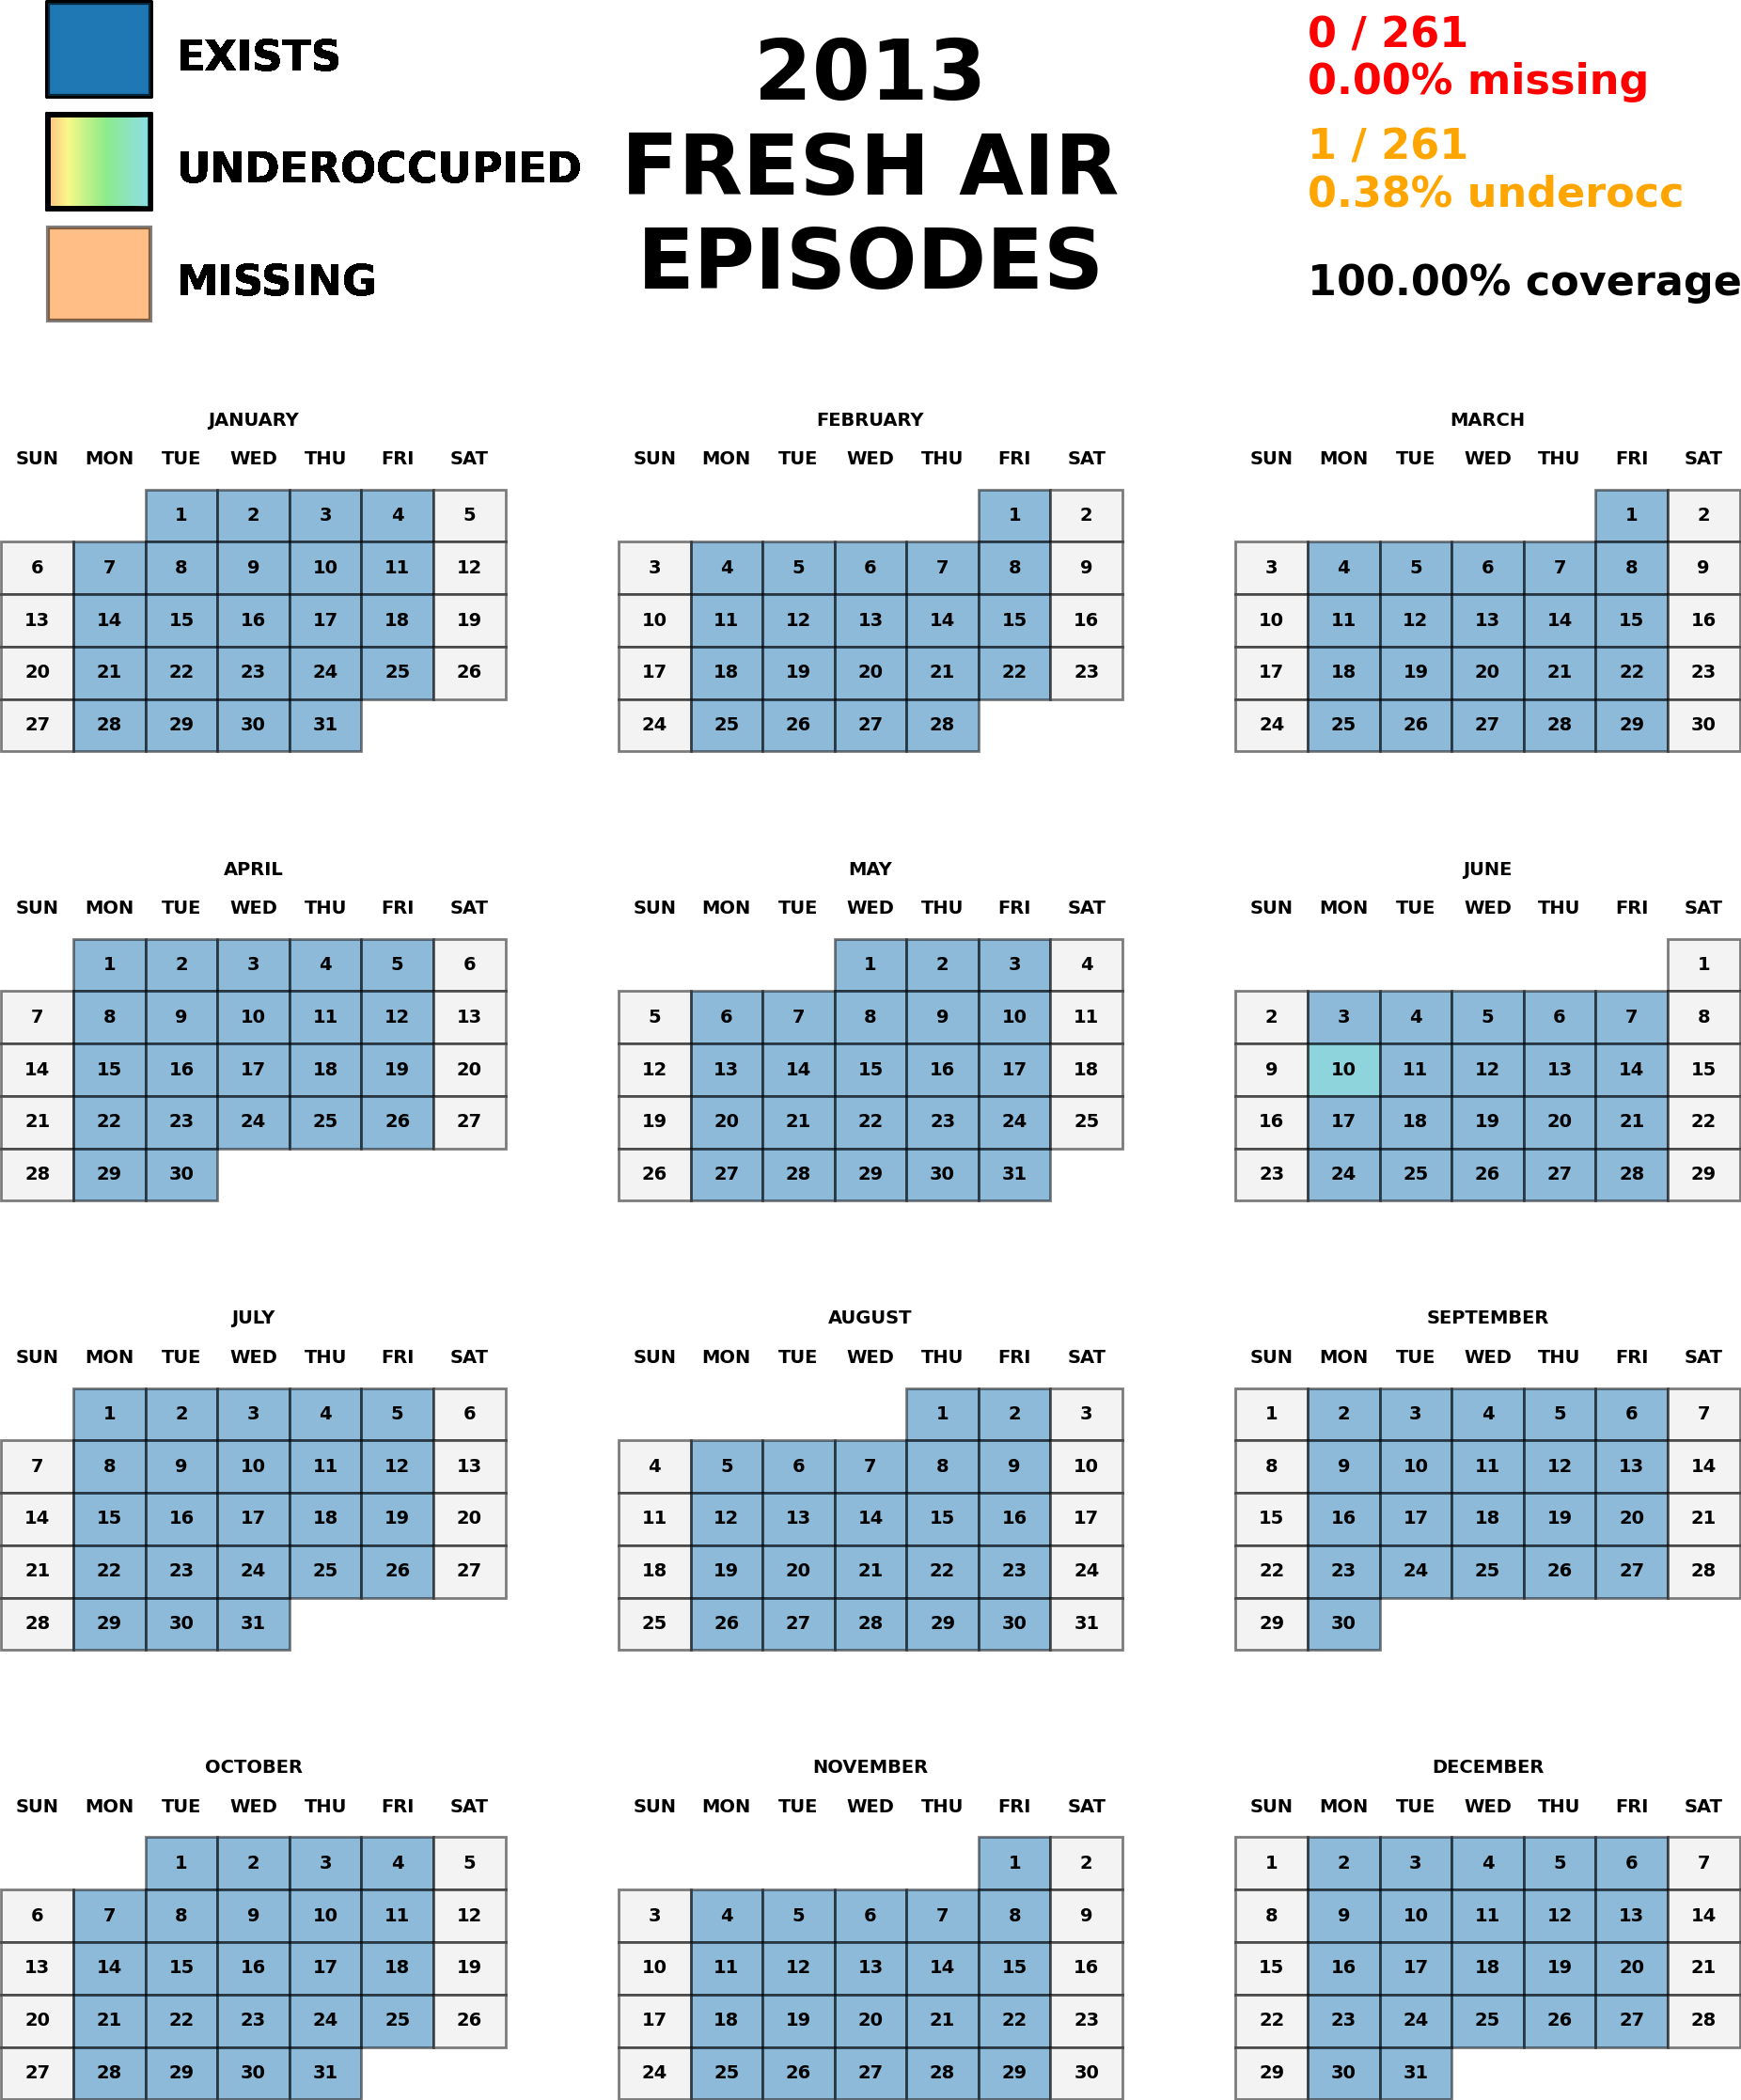 EXISTS
UNDEROCCUPIED
MISSING
2013
FRESH AIR
EPISODES
0 / 261
0.00% missing
1 / 261
0.38% underocc
100.00% coverage
JANUARY
SUN MON TUE WED THU FRI SAT
1 2 3 4 5
6 7 8 9 10 11 12
13 14 15 16 17 18 19
20 21 22 23 24 25 26
27 28 29 30 31
FEBRUARY
SUN MON TUE WED THU FRI SAT
1 2
3 4 5 6 7 8 9
10 11 12 13 14 15 16
17 18 19 20 21 22 23
24 25 26 27 28
MARCH
SUN MON TUE WED THU FRI SAT
1 2
3 4 5 6 7 8 9
10 11 12 13 14 15 16
17 18 19 20 21 22 23
24 25 26 27 28 29 30
APRIL
SUN MON TUE WED THU FRI SAT
1 2 3 4 5 6
7 8 9 10 11 12 13
14 15 16 17 18 19 20
21 22 23 24 25 26 27
28 29 30
MAY
SUN MON TUE WED THU FRI SAT
1 2 3 4
5 6 7 8 9 10 11
12 13 14 15 16 17 18
19 20 21 22 23 24 25
26 27 28 29 30 31
JUNE
SUN MON TUE WED THU FRI SAT
1
2 3 4 5 6 7 8
9 10 11 12 13 14 15
16 17 18 19 20 21 22
23 24 25 26 27 28 29
JULY
SUN MON TUE WED THU FRI SAT
1 2 3 4 5 6
7 8 9 10 11 12 13
14 15 16 17 18 19 20
21 22 23 24 25 26 27
28 29 30 31
AUGUST
SUN MON TUE WED THU FRI SAT
1 2 3
4 5 6 7 8 9 10
11 12 13 14 15 16 17
18 19 20 21 22 23 24
25 26 27 28 29 30 31
SEPTEMBER
SUN MON TUE WED THU FRI SAT
1 2 3 4 5 6 7
8 9 10 11 12 13 14
15 16 17 18 19 20 21
22 23 24 25 26 27 28
29 30
OCTOBER
SUN MON TUE WED THU FRI SAT
1 2 3 4 5
6 7 8 9 10 11 12
13 14 15 16 17 18 19
20 21 22 23 24 25 26
27 28 29 30 31
NOVEMBER
SUN MON TUE WED THU FRI SAT
1 2
3 4 5 6 7 8 9
10 11 12 13 14 15 16
17 18 19 20 21 22 23
24 25 26 27 28 29 30
DECEMBER
SUN MON TUE WED THU FRI SAT
1 2 3 4 5 6 7
8 9 10 11 12 13 14
15 16 17 18 19 20 21
22 23 24 25 26 27 28
29 30 31